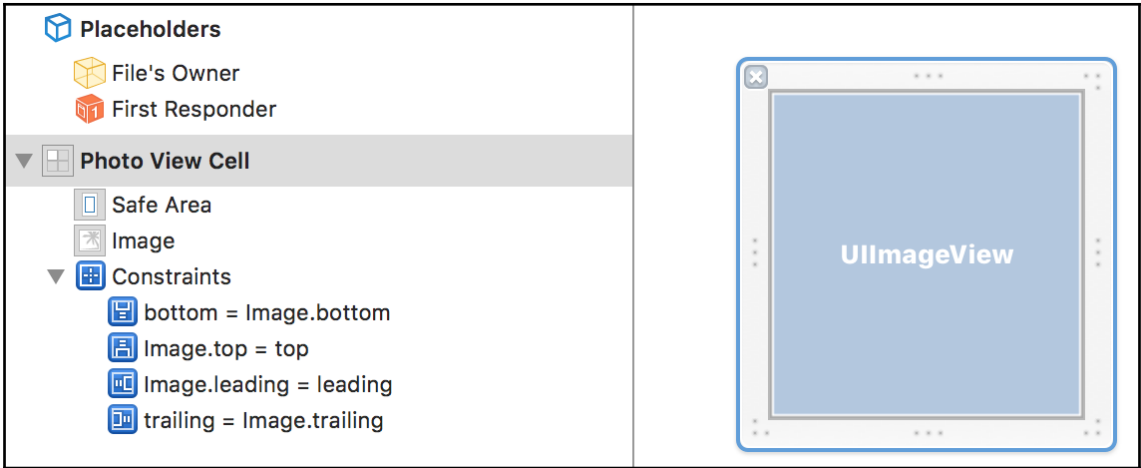 Placeholders
File's Owner
First Responder
Photo View Cell
Safe Area
Image
Constraints
bottom = Image.bottom
Image.top = top
Image.leading = leading
trailing = Image.trailing
UIImageView